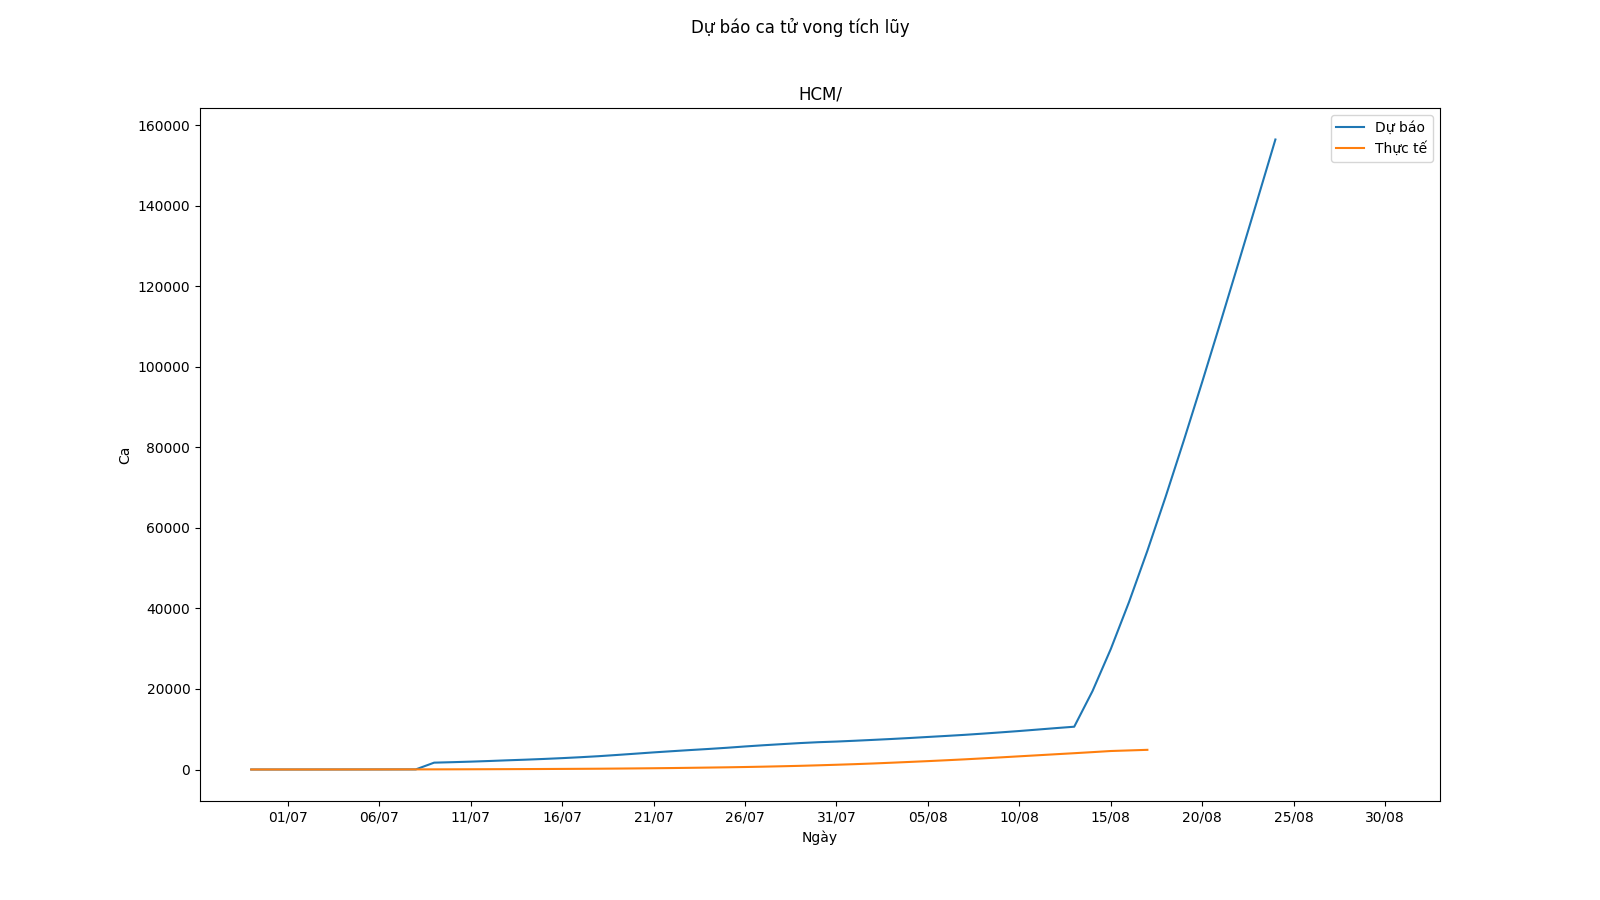 Dự báo ca tử vong tích lũy
HCM/
Dự báo
Thực tế
160000
140000
120000
100000
80000
60000
40000
20000
0
Ca
01/07 06/07 11/07 16/07 21/07 26/07 31/07 05/08 10/08 15/08 20/08 25/08 30/08
Ngày